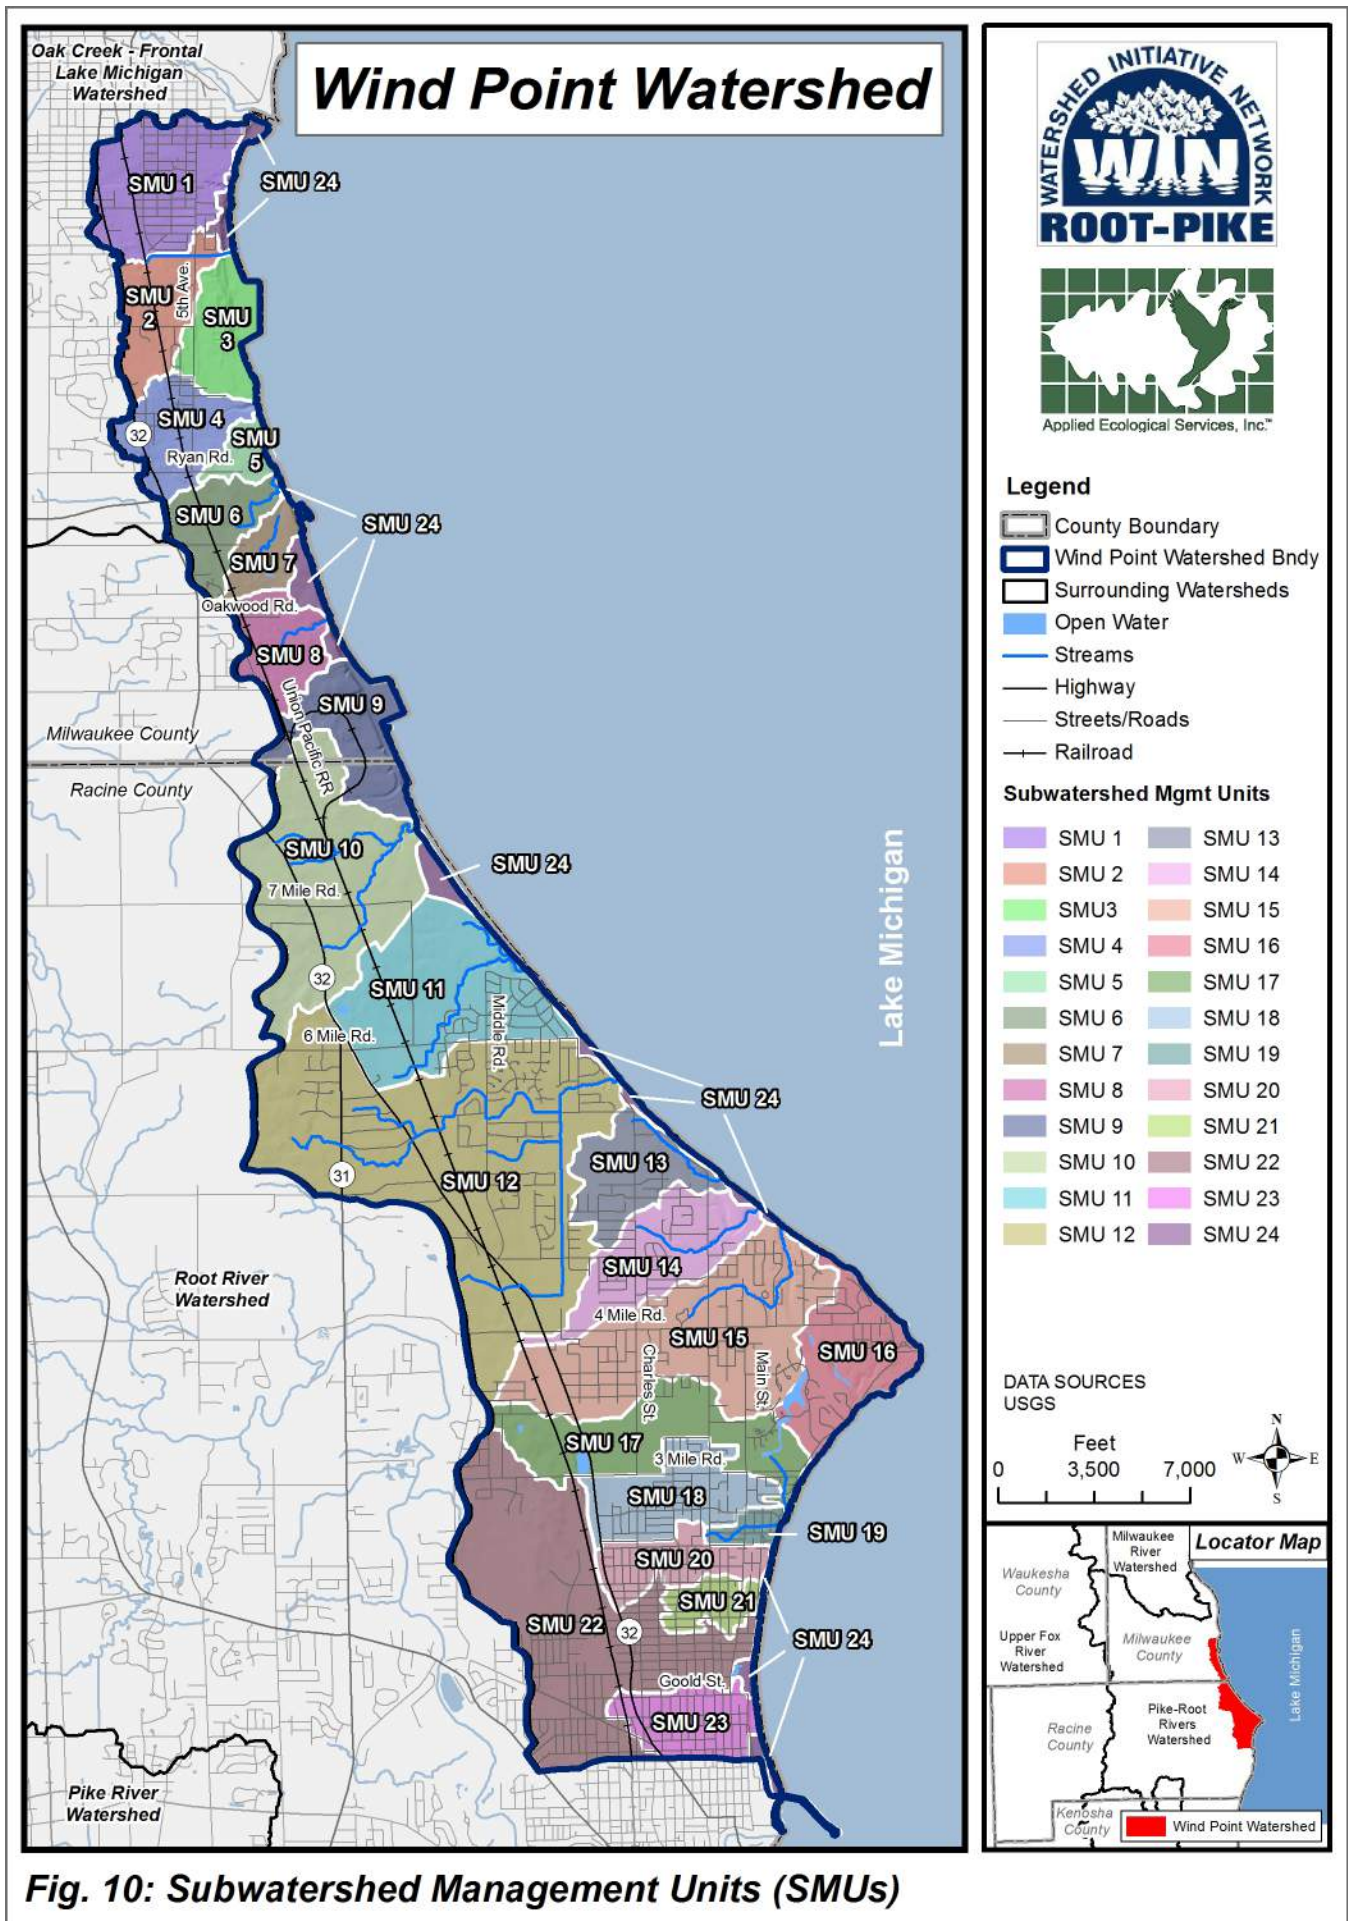 Oak Creek - Frontal
Lake Michigan
Watershed
Wind Point Watershed
SMU 1
SMU 24
5th Ave.
SMU
2
SMU
3
SMU 4
32
SMU
5
Ryan Rd.
SMU 6
SMU 24
SMU 7
Oakwood Rd.
SMU 8
SMU 9
Union Pacific RR
Milwaukee County
Racine County
SMU 10
SMU 24
7 Mile Rd.
Lake Michigan
32
SMU 11
Middle Rd.
6 Mile Rd.
SMU 24
SMU 13
31
SMU 12
Root River
Watershed
SMU 14
4 Mile Rd.
SMU 15
SMU 16
Charles St.
Main St.
SMU 17
3 Mile Rd.
SMU 18
SMU 19
SMU 20
SMU 21
SMU 22
32
SMU 24
Goold St.
SMU 23
Pike River
Watershed
WATERSHED INITIATIVE NETWORK
WIN
ROOT-PIKE
Applied Ecological Services, Inc.™
Legend
County Boundary
Wind Point Watershed Bndy
Surrounding Watersheds
Open Water
Streams
Highway
Streets/Roads
Railroad
Subwatershed Mgmt Units
SMU 1 SMU 13
SMU 2 SMU 14
SMU3 SMU 15
SMU 4 SMU 16
SMU 5 SMU 17
SMU 6 SMU 18
SMU 7 SMU 19
SMU 8 SMU 20
SMU 9 SMU 21
SMU 10 SMU 22
SMU 11 SMU 23
SMU 12 SMU 24
DATA SOURCES
USGS
Feet
0 3,500 7,000
N
W E
S
Locator Map
Milwaukee
River
Watershed
Waukesha
County
Upper Fox
River
Watershed
Milwaukee
County
Lake Michigan
Pike-Root
Rivers
Watershed
Racine
County
Kenosha
County
Wind Point Watershed
Fig. 10: Subwatershed Management Units (SMUs)